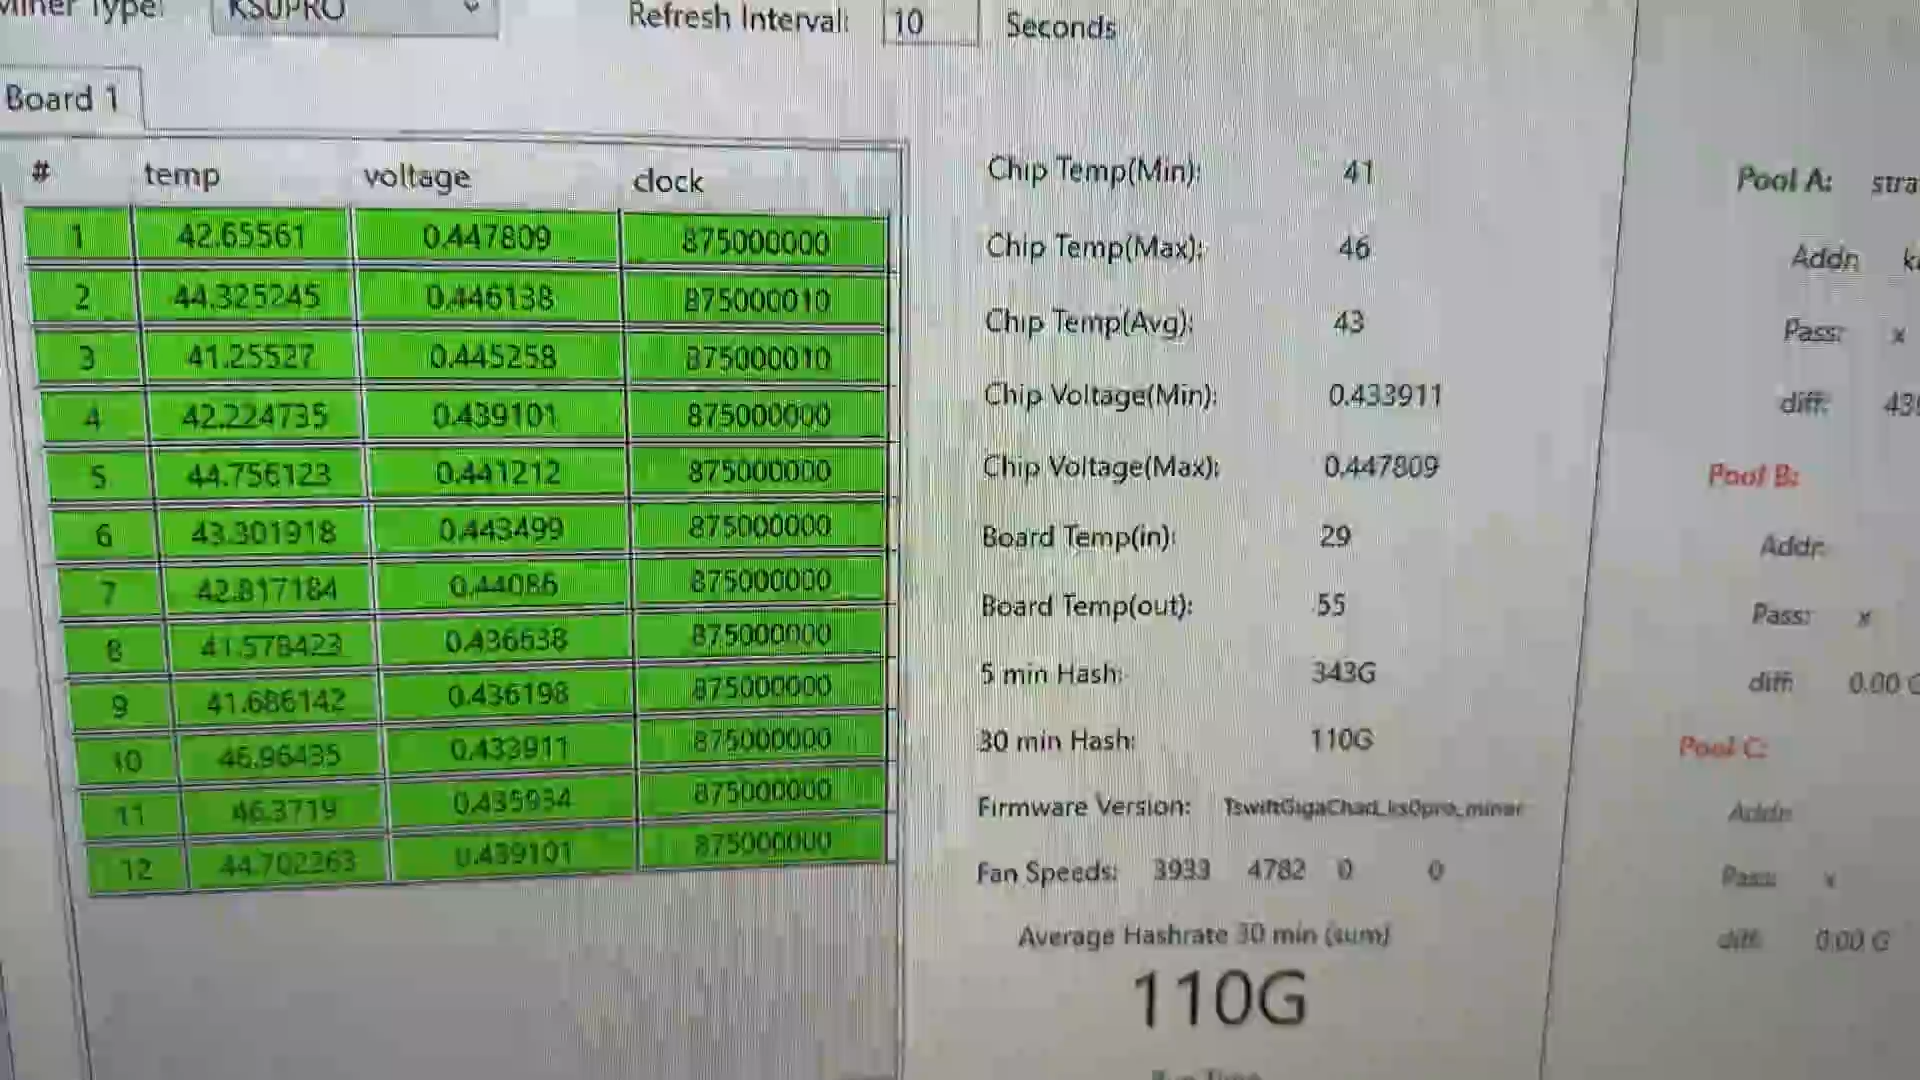 Miner Type: KS0PRO Refresh Interval: 10 Seconds
Board 1
# temp voltage clock
1 42.65561 0.447809 875000000
2 44.325245 0.446138 875000010
3 41.25527 0.445258 875000010
4 42.224735 0.439101 875000000
5 44.756123 0.441212 875000000
6 43.301918 0.443499 875000000
7 42.817184 0.44086 875000000
8 41.578423 0.436638 875000000
9 41.686142 0.436198 875000000
10 46.96435 0.433911 875000000
11 46.3719 0.435934 875000000
12 44.702263 0.439101 875000000
Chip Temp(Min): 41
Chip Temp(Max): 46
Chip Temp(Avg): 43
Chip Voltage(Min): 0.433911
Chip Voltage(Max): 0.447809
Board Temp(in): 29
Board Temp(out): 55
5 min Hash: 343G
30 min Hash: 110G
Firmware Version: TswiftGigaChad_ks0pro_miner
Fan Speeds: 3933 4782 0 0
Average Hashrate 30 min (sum)
110G
Pool A: stra
Addr: ka
Pass: x
diff: 439
Pool B:
Addr:
Pass: x
diff: 0.00 G
Pool C:
Addr:
Pass: x
diff: 0.00 G